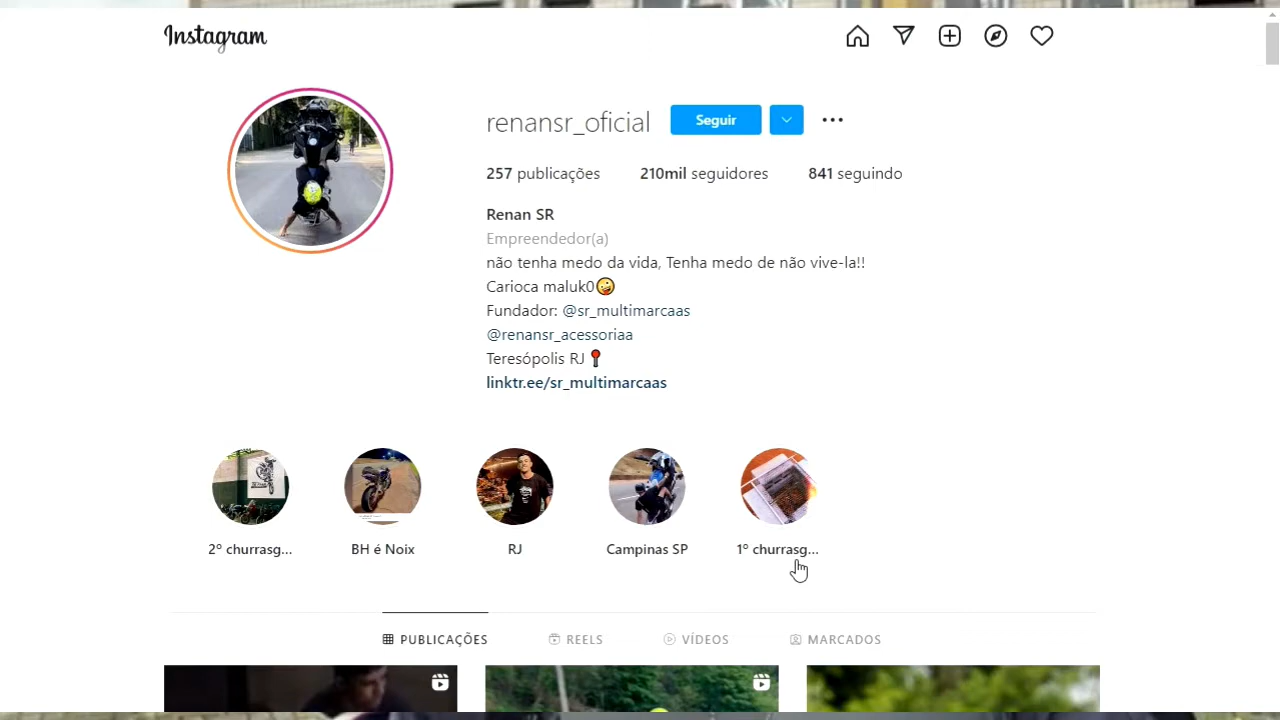 Instagram
renansr_oficial
Seguir
257 publicações 210mil seguidores 841 seguindo
Renan SR
Empreendedor(a)
não tenha medo da vida, Tenha medo de não vive-la!!
Carioca maluk0🤪
Fundador: @sr_multimarcaas
@renansr_acessoriaa
Teresópolis RJ📍
linktr.ee/sr_multimarcaas
2º churrasg... BH é Noix RJ Campinas SP 1º churrasg...
PUBLICAÇÕES REELS VÍDEOS MARCADOS